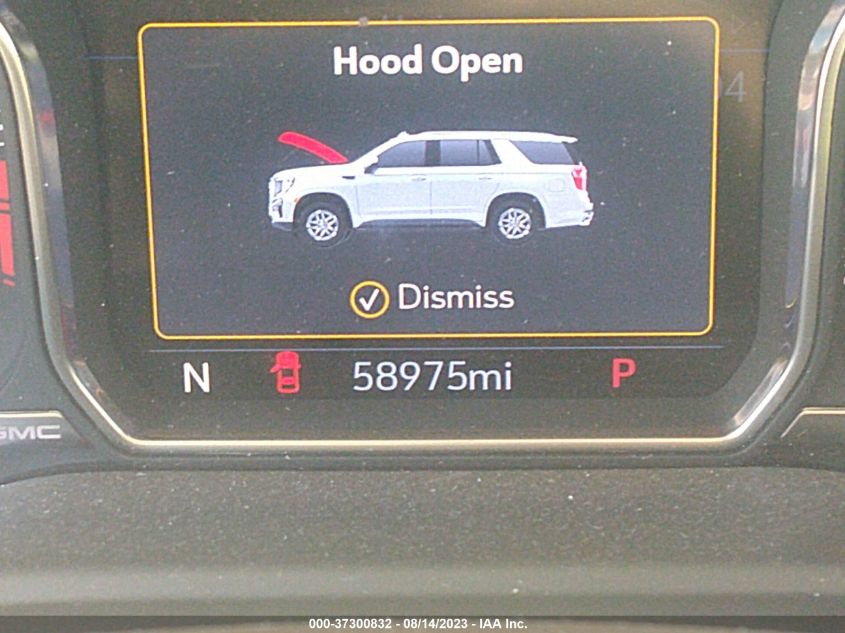 Hood Open
Dismiss
N 58975mi P
GMC
000-37300832 - 08/14/2023 - IAA Inc.